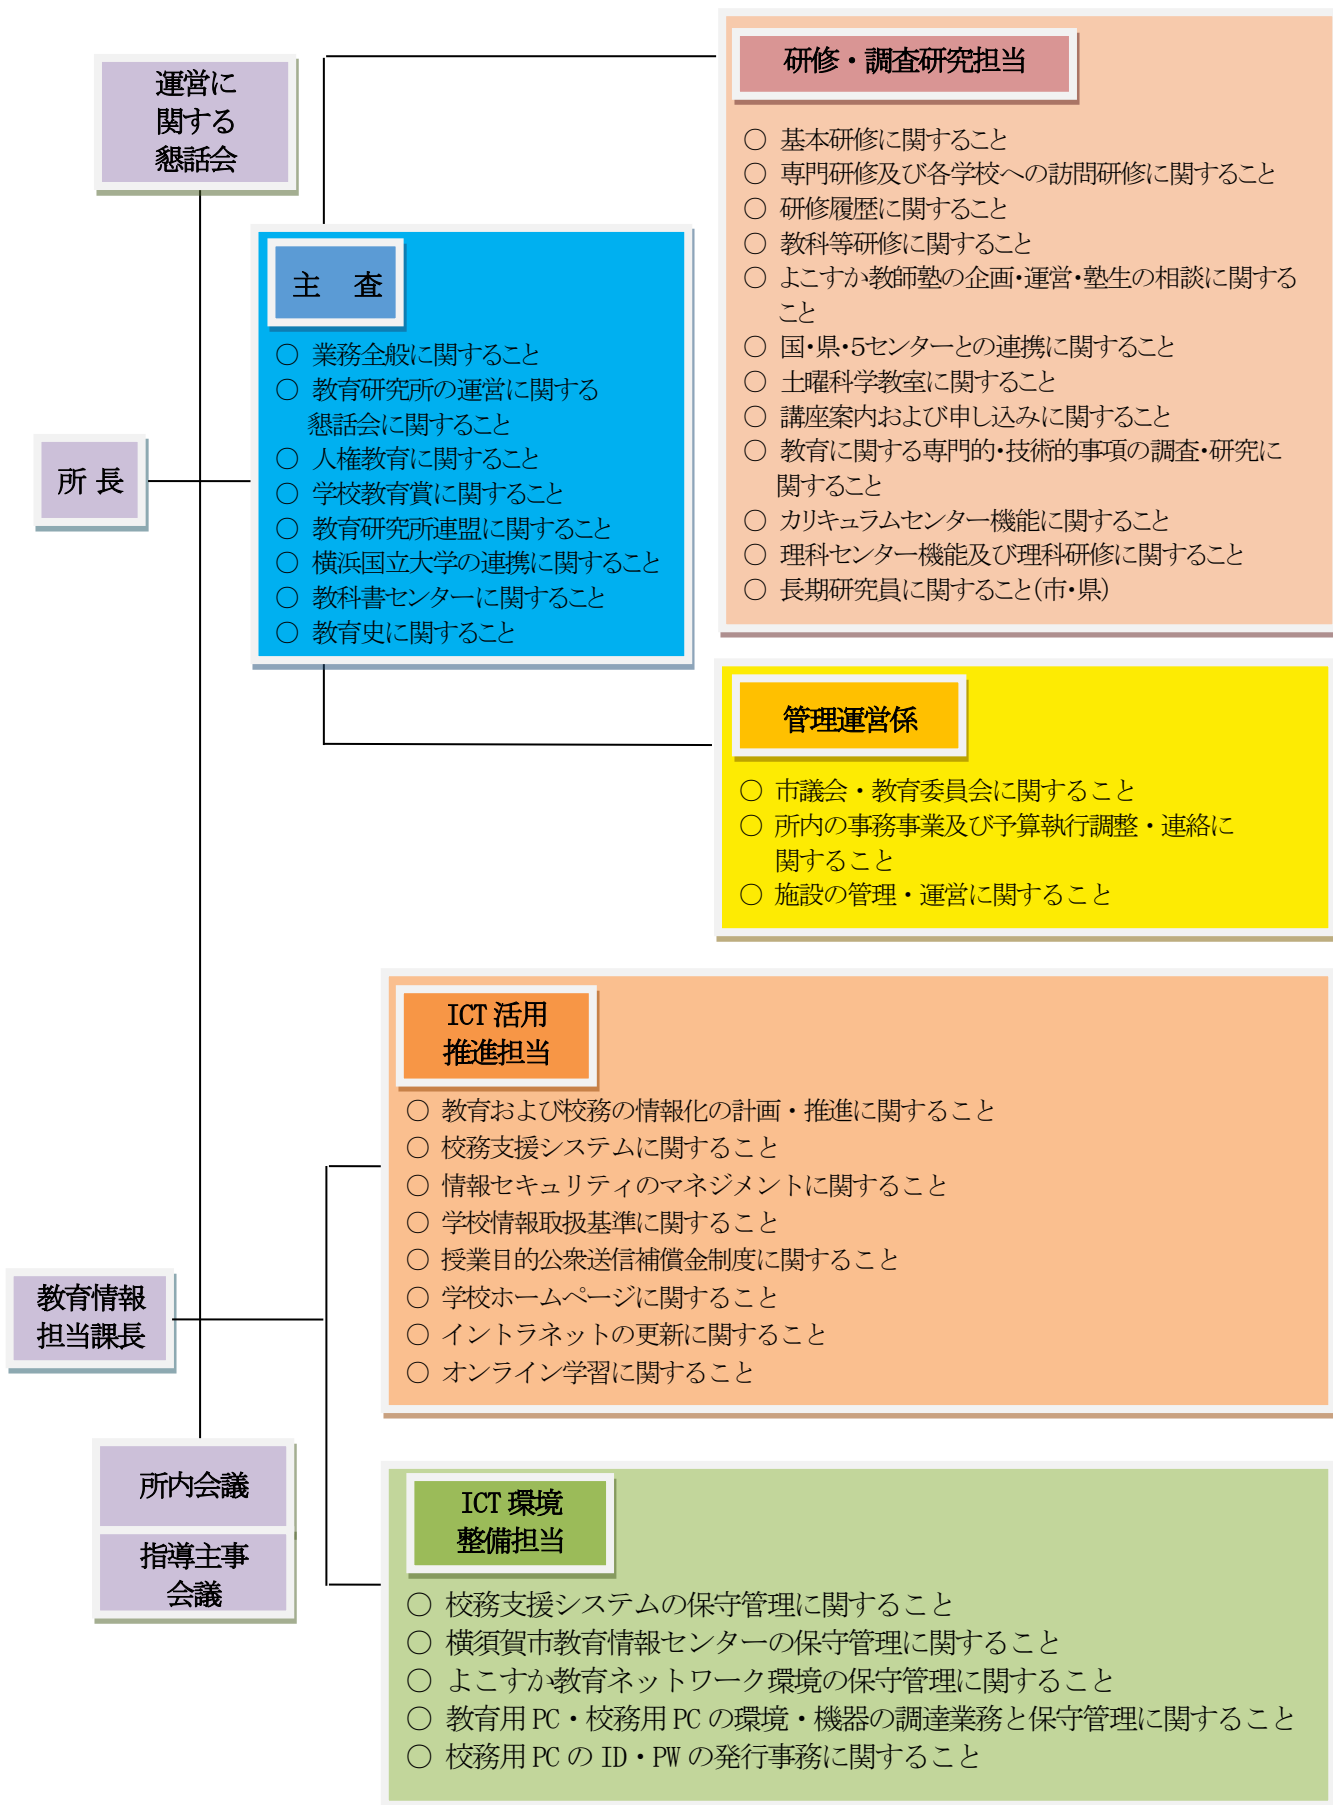 運営に
関する
懇話会
所 長
主　査
○ 業務全般に関すること
○ 教育研究所の運営に関する
懇話会に関すること
○ 人権教育に関すること
○ 学校教育賞に関すること
○ 教育研究所連盟に関すること
○ 横浜国立大学の連携に関すること
○ 教科書センターに関すること
○ 教育史に関すること
研修・調査研究担当
○ 基本研修に関すること
○ 専門研修及び各学校への訪問研修に関すること
○ 研修履歴に関すること
○ 教科等研修に関すること
○ よこすか教師塾の企画・運営・塾生の相談に関する
こと
○ 国・県・5センターとの連携に関すること
○ 土曜科学教室に関すること
○ 講座案内および申し込みに関すること
○ 教育に関する専門的・技術的事項の調査・研究に
関すること
○ カリキュラムセンター機能に関すること
○ 理科センター機能及び理科研修に関すること
○ 長期研究員に関すること(市・県)
管理運営係
○ 市議会・教育委員会に関すること
○ 所内の事務事業及び予算執行調整・連絡に
関すること
○ 施設の管理・運営に関すること
教育情報
担当課長
ICT 活用
推進担当
○ 教育および校務の情報化の計画・推進に関すること
○ 校務支援システムに関すること
○ 情報セキュリティのマネジメントに関すること
○ 学校情報取扱基準に関すること
○ 授業目的公衆送信補償金制度に関すること
○ 学校ホームページに関すること
○ イントラネットの更新に関すること
○ オンライン学習に関すること
所内会議
指導主事
会議
ICT 環境
整備担当
○ 校務支援システムの保守管理に関すること
○ 横須賀市教育情報センターの保守管理に関すること
○ よこすか教育ネットワーク環境の保守管理に関すること
○ 教育用 PC・校務用 PC の環境・機器の調達業務と保守管理に関すること
○ 校務用 PC の ID・PW の発行事務に関すること